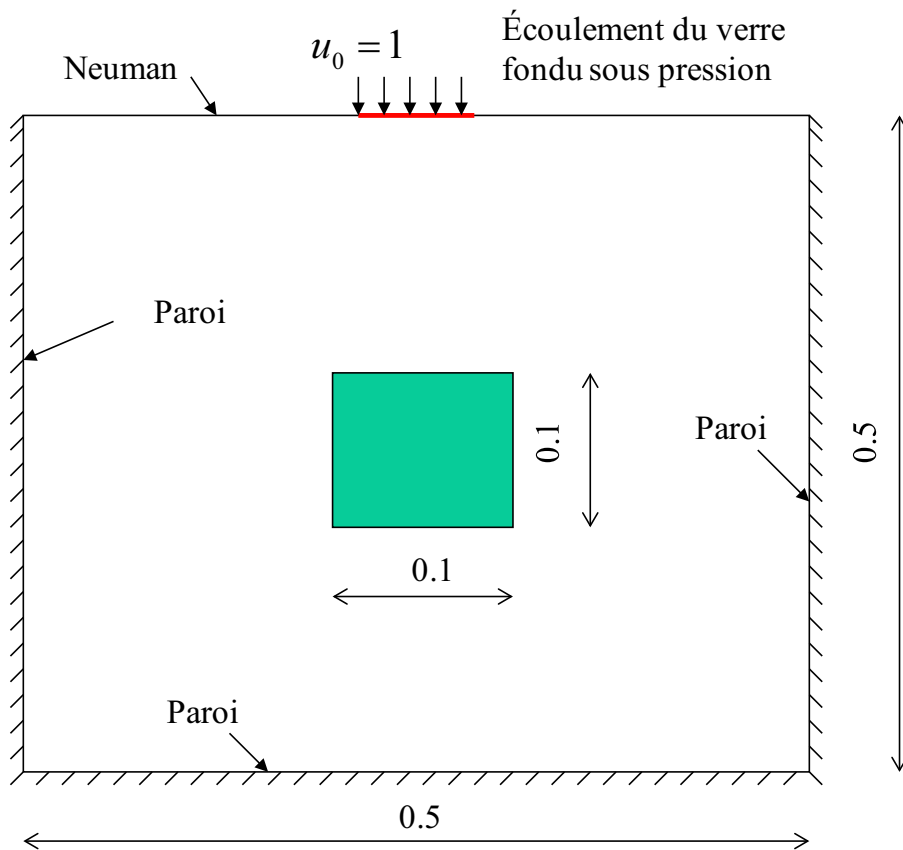 u₀ = 1
Écoulement du verre
fondu sous pression
Neuman
Paroi
0.1
Paroi
0.5
0.1
Paroi
0.5